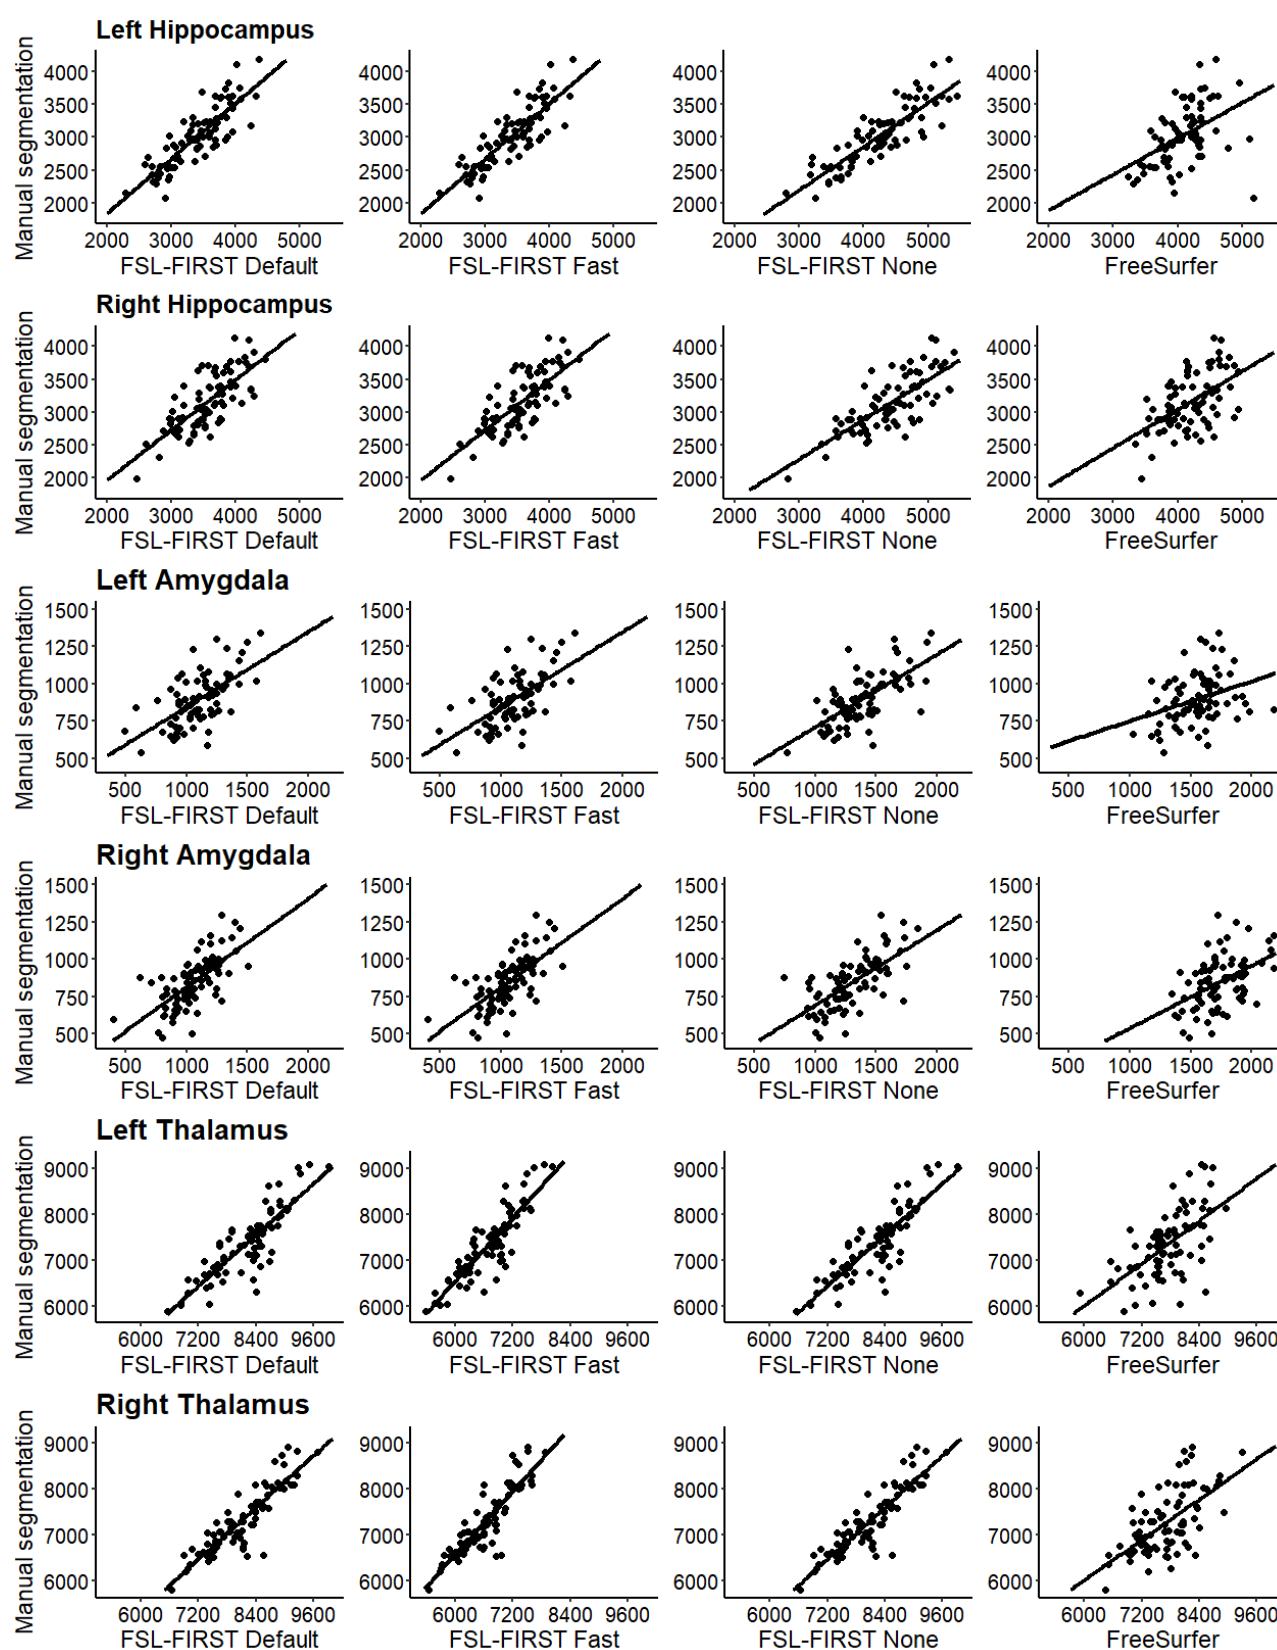 Left Hippocampus
Manual segmentation
4000 4000 4000 4000
3500 3500 3500 3500
3000 3000 3000 3000
2500 2500 2500 2500
2000 2000 2000 2000
2000 3000 4000 5000 2000 3000 4000 5000 2000 3000 4000 5000 2000 3000 4000 5000
FSL-FIRST Default FSL-FIRST Fast FSL-FIRST None FreeSurfer
Right Hippocampus
Manual segmentation
4000 4000 4000 4000
3500 3500 3500 3500
3000 3000 3000 3000
2500 2500 2500 2500
2000 2000 2000 2000
2000 3000 4000 5000 2000 3000 4000 5000 2000 3000 4000 5000 2000 3000 4000 5000
FSL-FIRST Default FSL-FIRST Fast FSL-FIRST None FreeSurfer
Left Amygdala
Manual segmentation
1500 1500 1500 1500
1250 1250 1250 1250
1000 1000 1000 1000
750 750 750 750
500 500 500 500
500 1000 1500 2000 500 1000 1500 2000 500 1000 1500 2000 500 1000 1500 2000
FSL-FIRST Default FSL-FIRST Fast FSL-FIRST None FreeSurfer
Right Amygdala
Manual segmentation
1500 1500 1500 1500
1250 1250 1250 1250
1000 1000 1000 1000
750 750 750 750
500 500 500 500
500 1000 1500 2000 500 1000 1500 2000 500 1000 1500 2000 500 1000 1500 2000
FSL-FIRST Default FSL-FIRST Fast FSL-FIRST None FreeSurfer
Left Thalamus
Manual segmentation
9000 9000 9000 9000
8000 8000 8000 8000
7000 7000 7000 7000
6000 6000 6000 6000
6000 7200 8400 9600 6000 7200 8400 9600 6000 7200 8400 9600 6000 7200 8400 9600
FSL-FIRST Default FSL-FIRST Fast FSL-FIRST None FreeSurfer
Right Thalamus
Manual segmentation
9000 9000 9000 9000
8000 8000 8000 8000
7000 7000 7000 7000
6000 6000 6000 6000
6000 7200 8400 9600 6000 7200 8400 9600 6000 7200 8400 9600 6000 7200 8400 9600
FSL-FIRST Default FSL-FIRST Fast FSL-FIRST None FreeSurfer